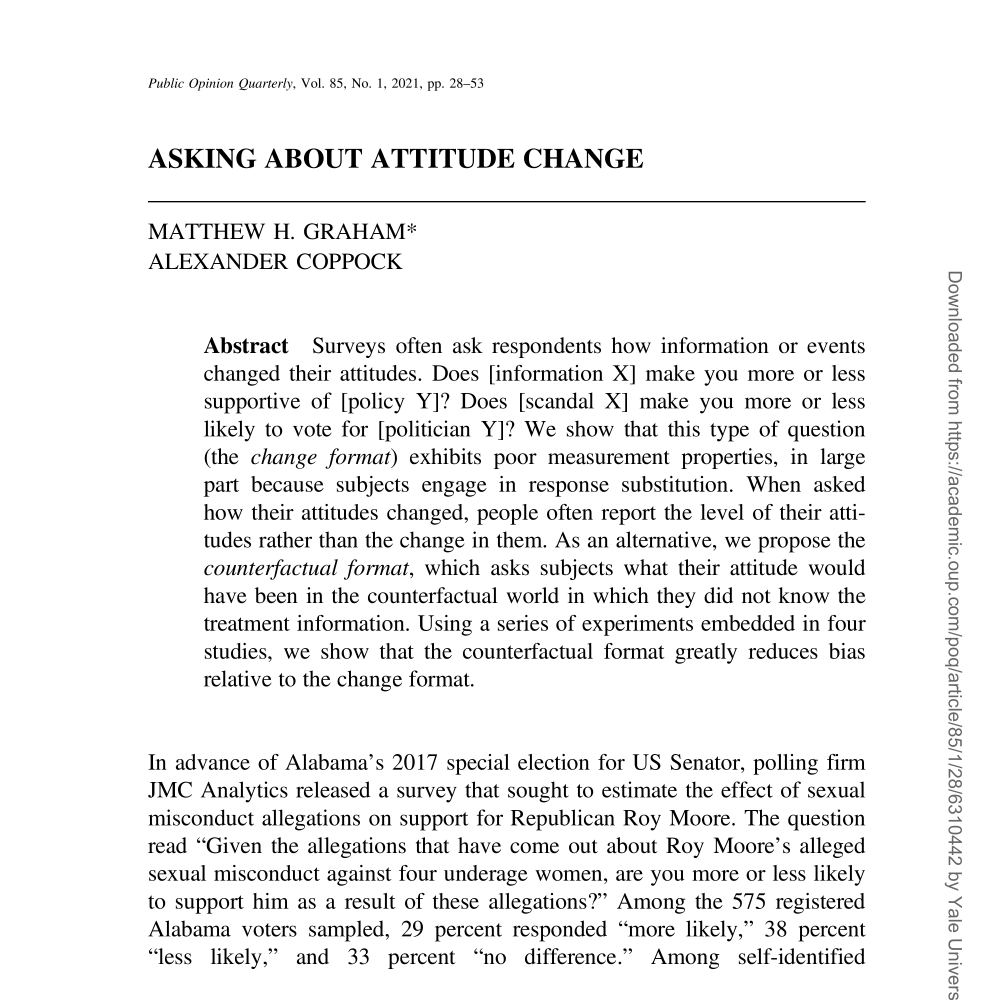 Public Opinion Quarterly, Vol. 85, No. 1, 2021, pp. 28–53
ASKING ABOUT ATTITUDE CHANGE
MATTHEW H. GRAHAM*
ALEXANDER COPPOCK
Abstract Surveys often ask respondents how information or events
changed their attitudes. Does [information X] make you more or less
supportive of [policy Y]? Does [scandal X] make you more or less
likely to vote for [politician Y]? We show that this type of question
(the change format) exhibits poor measurement properties, in large
part because subjects engage in response substitution. When asked
how their attitudes changed, people often report the level of their atti-
tudes rather than the change in them. As an alternative, we propose the
counterfactual format, which asks subjects what their attitude would
have been in the counterfactual world in which they did not know the
treatment information. Using a series of experiments embedded in four
studies, we show that the counterfactual format greatly reduces bias
relative to the change format.
In advance of Alabama’s 2017 special election for US Senator, polling firm
JMC Analytics released a survey that sought to estimate the effect of sexual
misconduct allegations on support for Republican Roy Moore. The question
read “Given the allegations that have come out about Roy Moore’s alleged
sexual misconduct against four underage women, are you more or less likely
to support him as a result of these allegations?” Among the 575 registered
Alabama voters sampled, 29 percent responded “more likely,” 38 percent
“less likely,” and 33 percent “no difference.” Among self-identified
Downloaded from https://academic.oup.com/poq/article/85/1/28/6310442 by Yale Univers